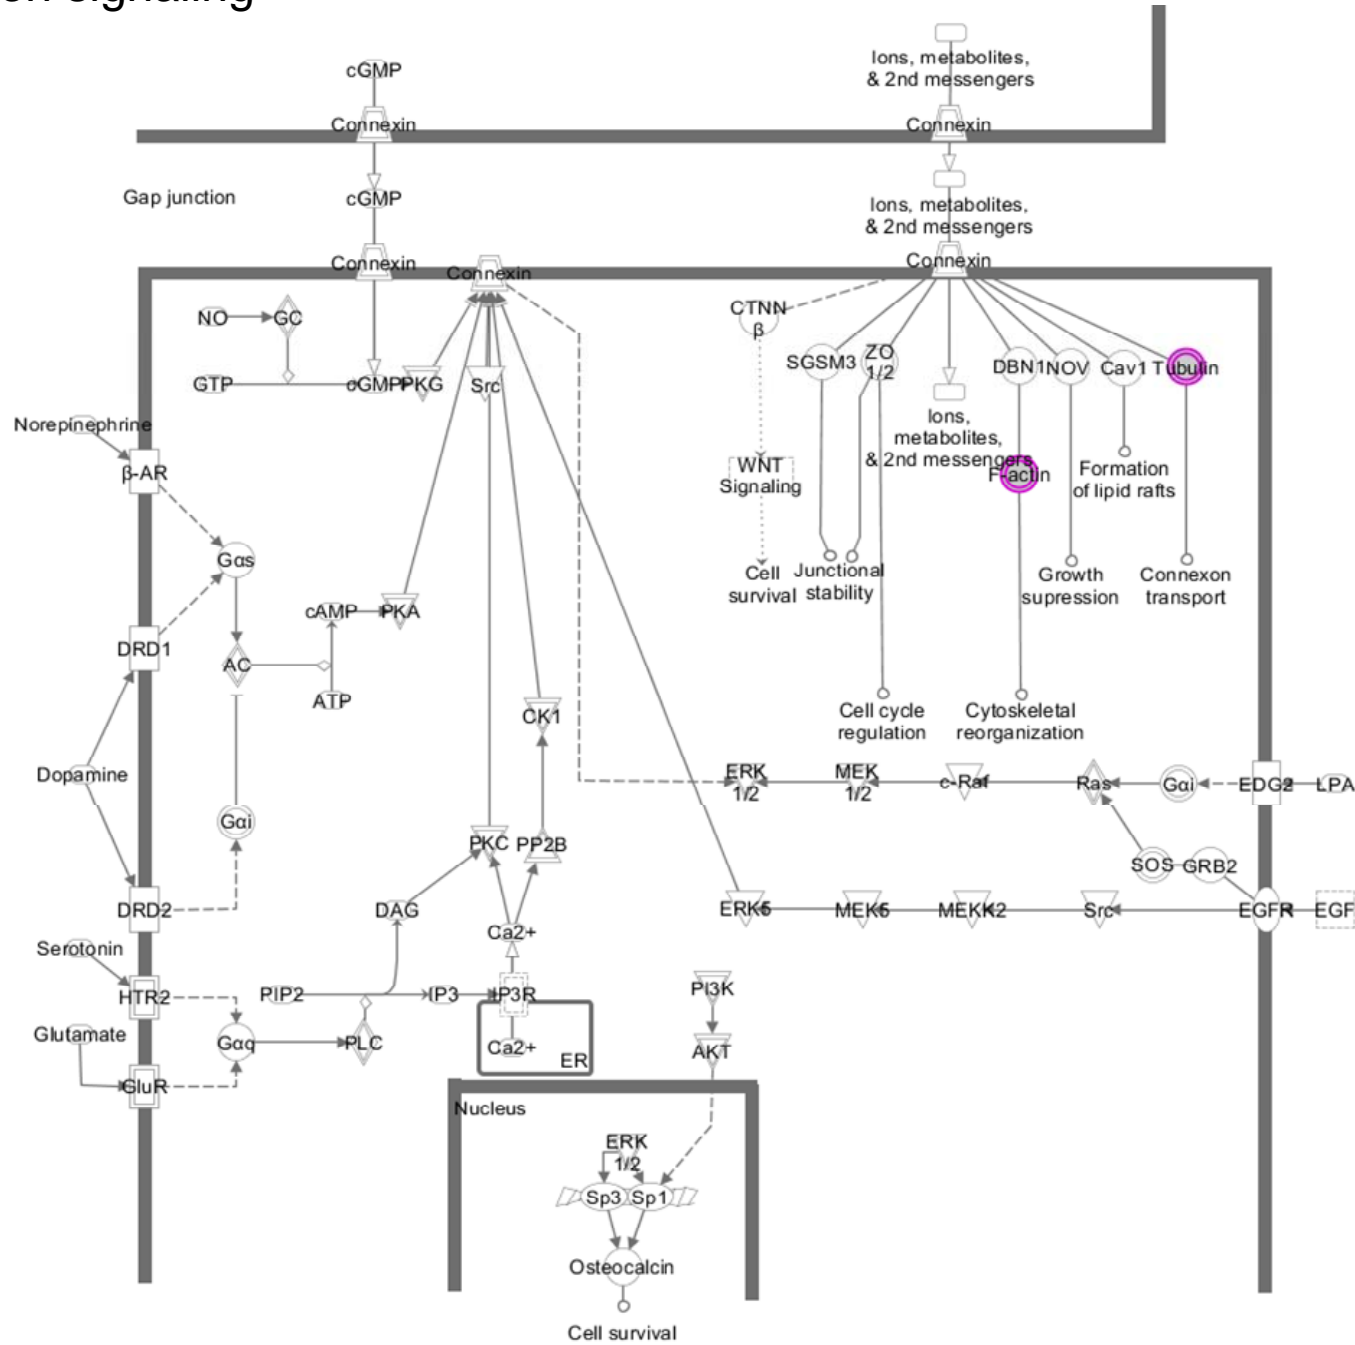 on signaling
cGMP
Ions, metabolites,
& 2nd messengers
Connexin
Connexin
Gap junction
cGMP
Ions, metabolites,
& 2nd messengers
Connexin
Connexin
Connexin
NO
GC
CTNN
β
SGSM3
ZO
1/2
DBN1
NOV
Cav1
Tubulin
GTP
cGMP
PKG
Src
Norepinephrine
Ions,
metabolites,
& 2nd messengers
β-AR
WNT
Signaling
F-actin
Formation
of lipid rafts
Gαs
Cell
survival
Junctional
stability
Growth
supression
Connexon
transport
cAMP
PKA
DRD1
AC
ATP
CK1
Cell cycle
regulation
Cytoskeletal
reorganization
Dopamine
ERK
1/2
MEK
1/2
c-Raf
Ras
Gαi
EDG2
LPA
Gαi
PKC
PP2B
SOS
GRB2
DRD2
DAG
ERK5
MEK5
MEKK2
Src
EGFR
EGF
Ca2+
Serotonin
HTR2
PIP2
IP3
IP3R
PI3K
Glutamate
Gαq
PLC
Ca2+
ER
AKT
GluR
Nucleus
ERK
1/2
Sp3
Sp1
Osteocalcin
Cell survival